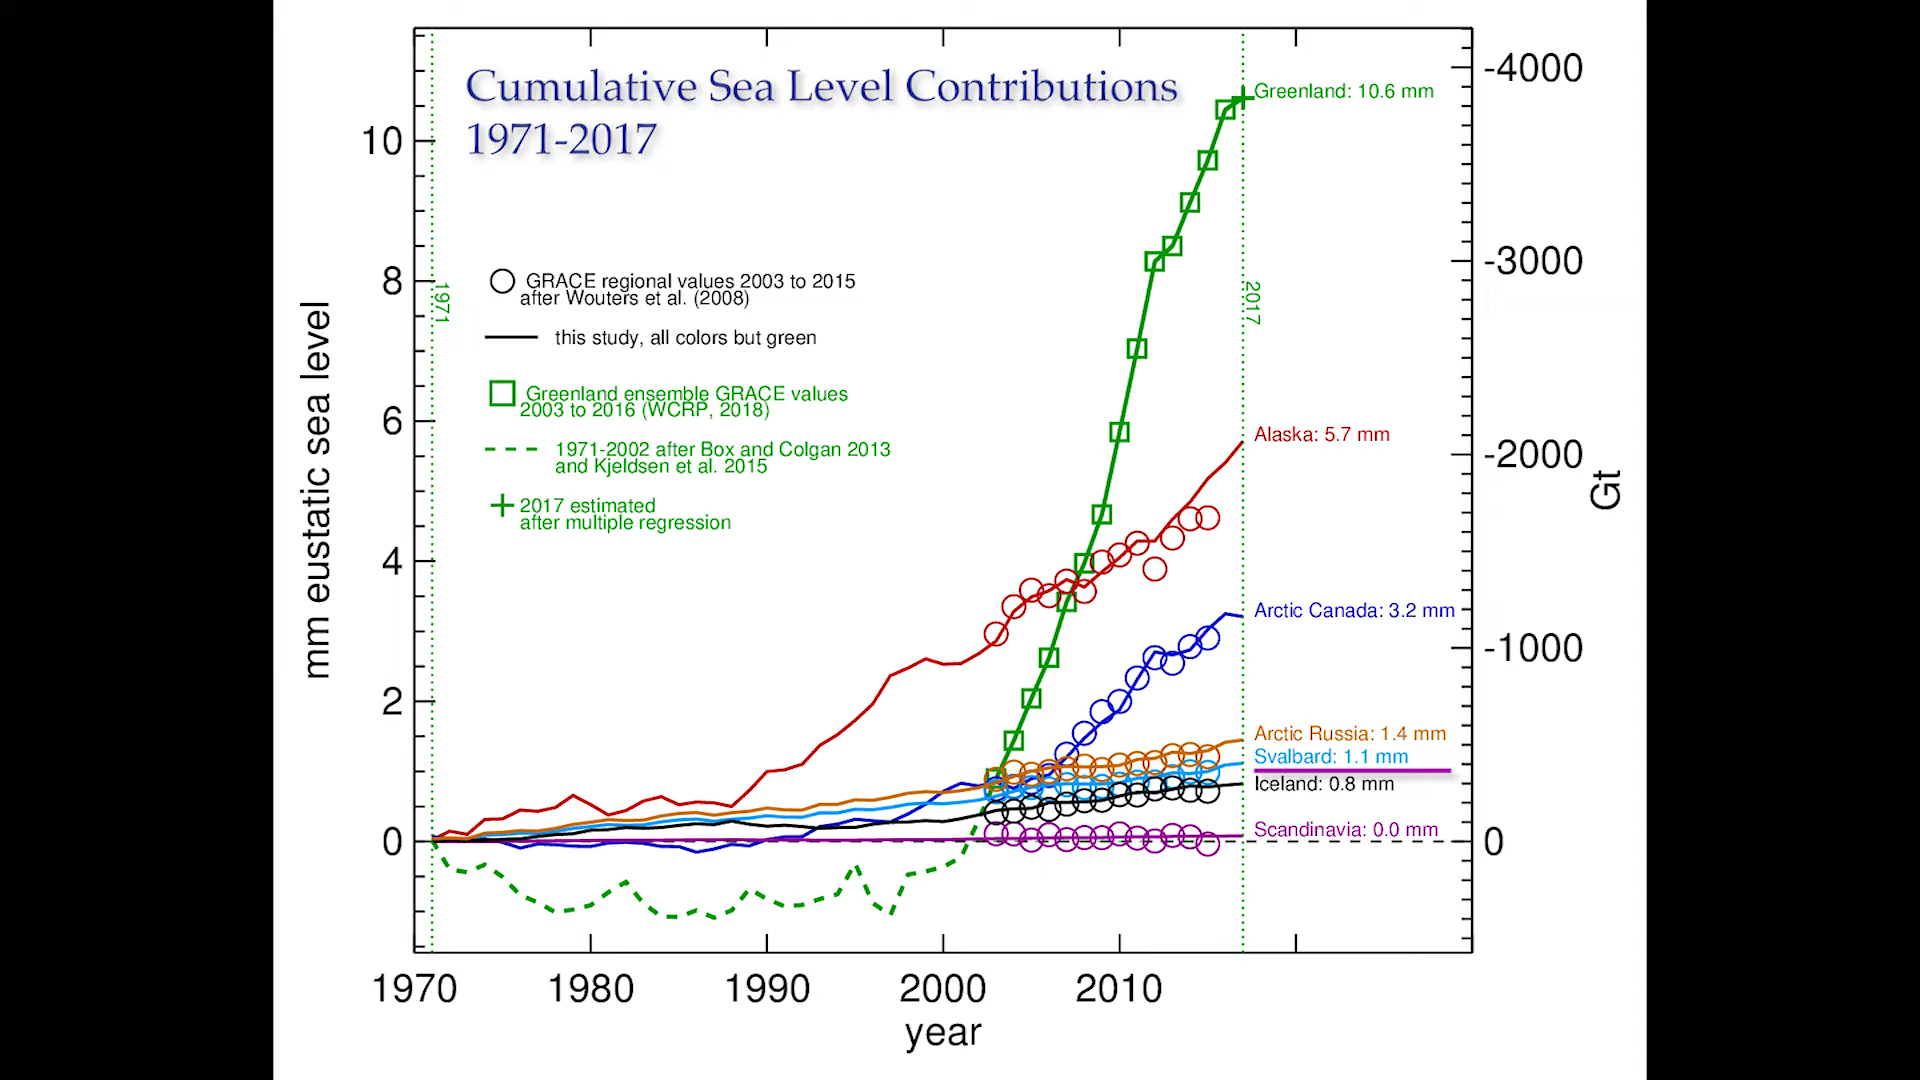 Cumulative Sea Level Contributions
1971-2017
GRACE regional values 2003 to 2015
after Wouters et al. (2008)
this study, all colors but green
Greenland ensemble GRACE values
2003 to 2016 (WCRP, 2018)
1971-2002 after Box and Colgan 2013
and Kjeldsen et al. 2015
2017 estimated
after multiple regression
mm eustatic sea level
10
8
6
4
2
0
1971
2017
Greenland: 10.6 mm
Alaska: 5.7 mm
Arctic Canada: 3.2 mm
Arctic Russia: 1.4 mm
Svalbard: 1.1 mm
Iceland: 0.8 mm
Scandinavia: 0.0 mm
-4000
-3000
-2000
-1000
0
Gt
1970 1980 1990 2000 2010
year